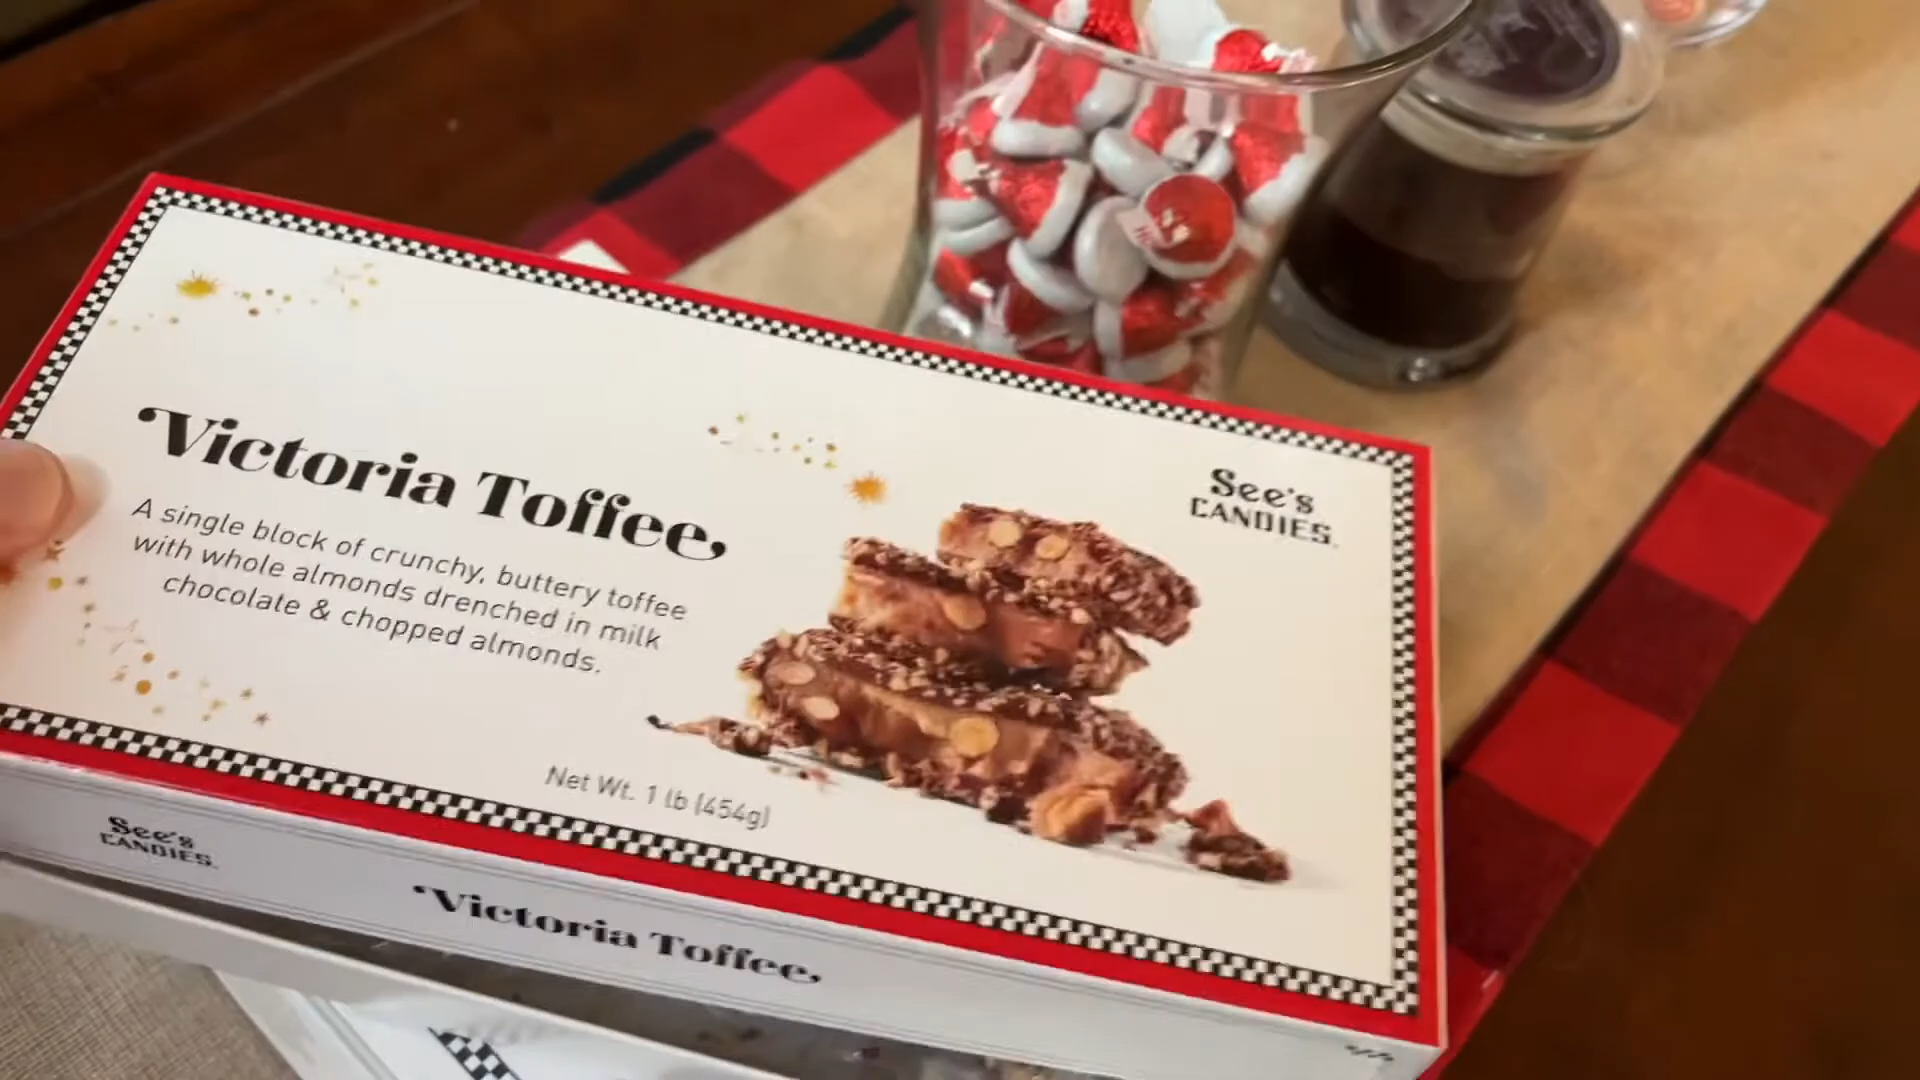 Victoria Toffee
A single block of crunchy, buttery toffee
with whole almonds drenched in milk
chocolate & chopped almonds.
See's
CANDIES.
Net Wt. 1 lb (454g)
See's
CANDIES.
Victoria Toffee